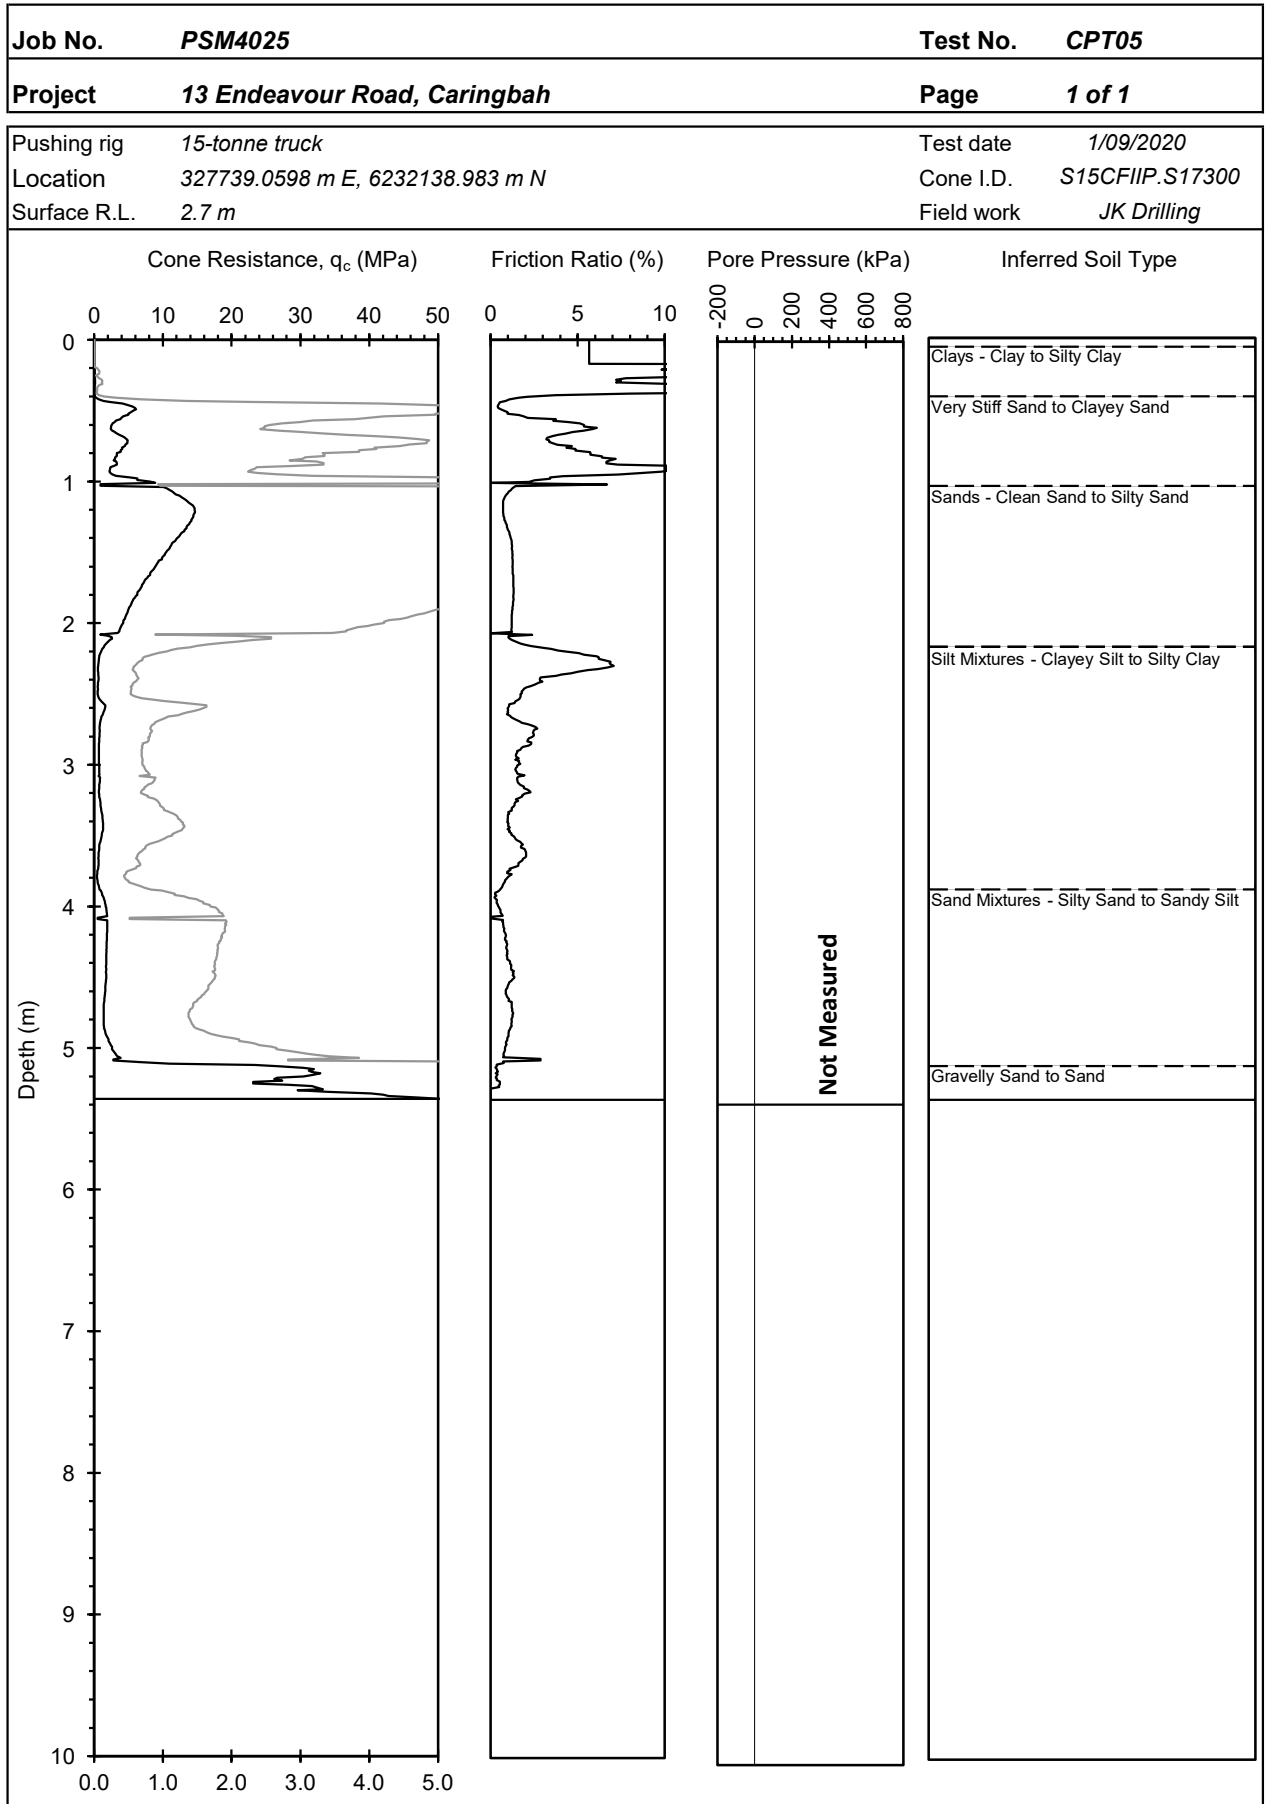 Job No. PSM4025 Test No. CPT05
Project 13 Endeavour Road, Caringbah Page 1 of 1
Pushing rig 15-tonne truck Test date 1/09/2020
Location 327739.0598 m E, 6232138.983 m N Cone I.D. S15CFIIP.S17300
Surface R.L. 2.7 m Field work JK Drilling
Cone Resistance, qc (MPa) Friction Ratio (%) Pore Pressure (kPa) Inferred Soil Type
0 10 20 30 40 50 0 5 10 -200 0 200 400 600 800
0
Clays - Clay to Silty Clay
Very Stiff Sand to Clayey Sand
1
Sands - Clean Sand to Silty Sand
2
Silt Mixtures - Clayey Silt to Silty Clay
3
4
Sand Mixtures - Silty Sand to Sandy Silt
Not Measured
Dpeth (m)
5
Gravelly Sand to Sand
6
7
8
9
10
0.0 1.0 2.0 3.0 4.0 5.0